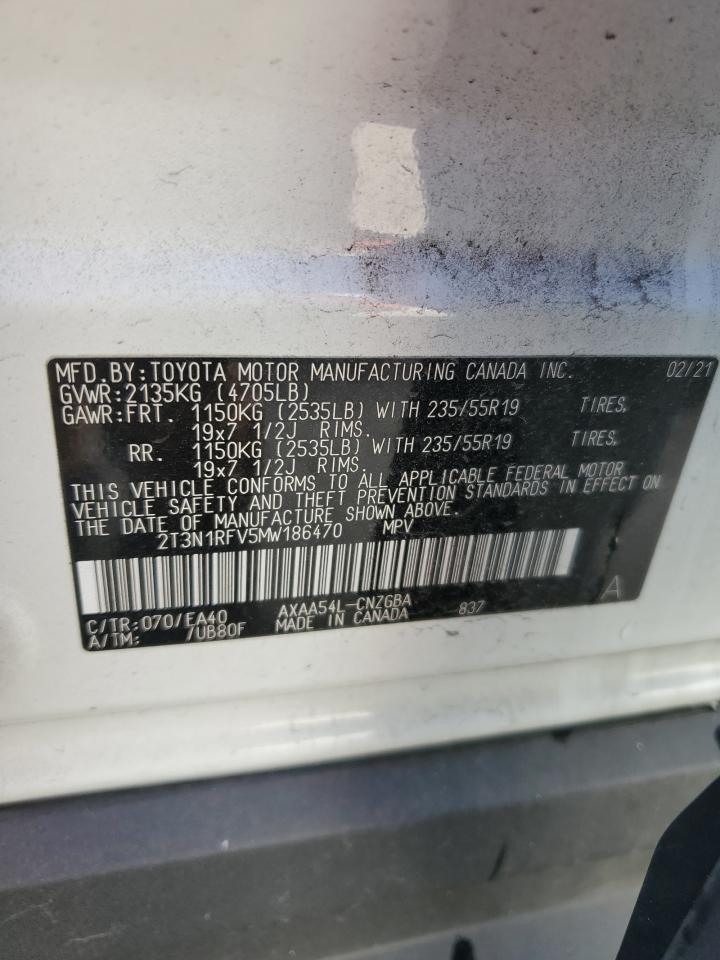 MFD. BY: TOYOTA MOTOR MANUFACTURING CANADA INC. 02/21
GVWR: 2135KG (4705LB)
GAWR: FRT. 1150KG (2535LB) WITH 235/55R19 TIRES,
19x7 1/2J RIMS.
RR. 1150KG (2535LB) WITH 235/55R19 TIRES,
19x7 1/2J RIMS.
THIS VEHICLE CONFORMS TO ALL APPLICABLE FEDERAL MOTOR
VEHICLE SAFETY AND THEFT PREVENTION STANDARDS IN EFFECT ON
THE DATE OF MANUFACTURE SHOWN ABOVE.
2T3N1RFV5MW186470 MPV
A
C/TR: 070/EA40 AXAA54L-CNZGBA 837
A/TM: /UB80F MADE IN CANADA